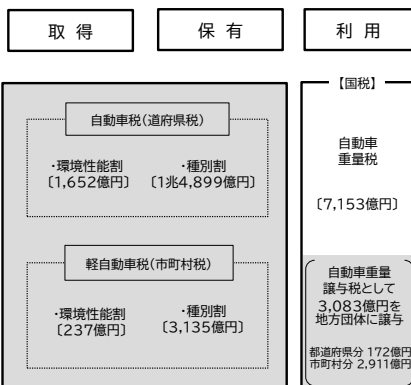 取得
保有
利用
自動車税(道府県税)
・環境性能割
〔1,652億円〕
・種別割
〔1兆4,899億円〕
軽自動車税(市町村税)
・環境性能割
〔237億円〕
・種別割
〔3,135億円〕
【国税】
自動車
重量税
〔7,153億円〕
自動車重量
譲与税として
3,083億円を
地方団体に譲与
都道府県分 172億円
市町村分 2,911億円